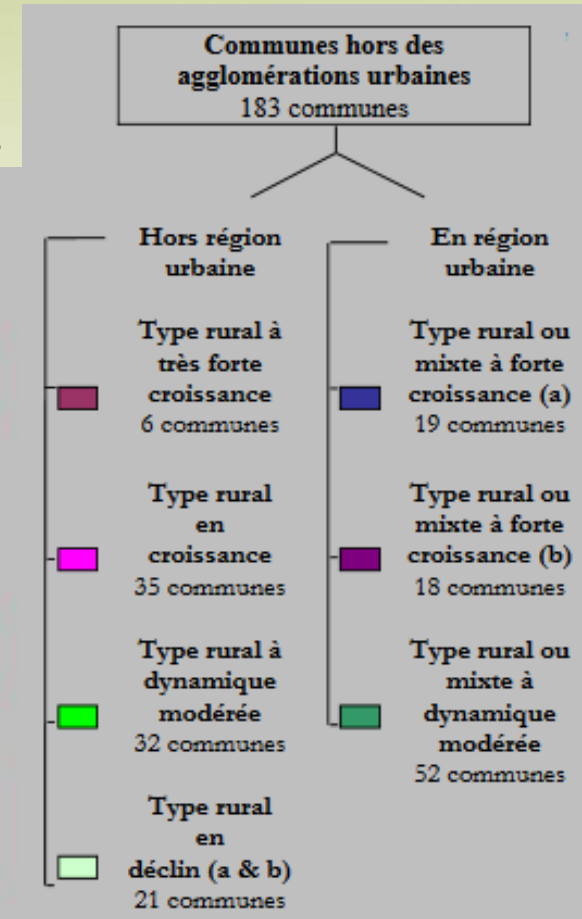 Communes hors des
agglomérations urbaines
183 communes
Hors région
urbaine
Type rural à
très forte
croissance
6 communes
Type rural
en
croissance
35 communes
Type rural à
dynamique
modérée
32 communes
Type rural
en
déclin (a & b)
21 communes
En région
urbaine
Type rural ou
mixte à forte
croissance (a)
19 communes
Type rural ou
mixte à forte
croissance (b)
18 communes
Type rural ou
mixte à
dynamique
modérée
52 communes